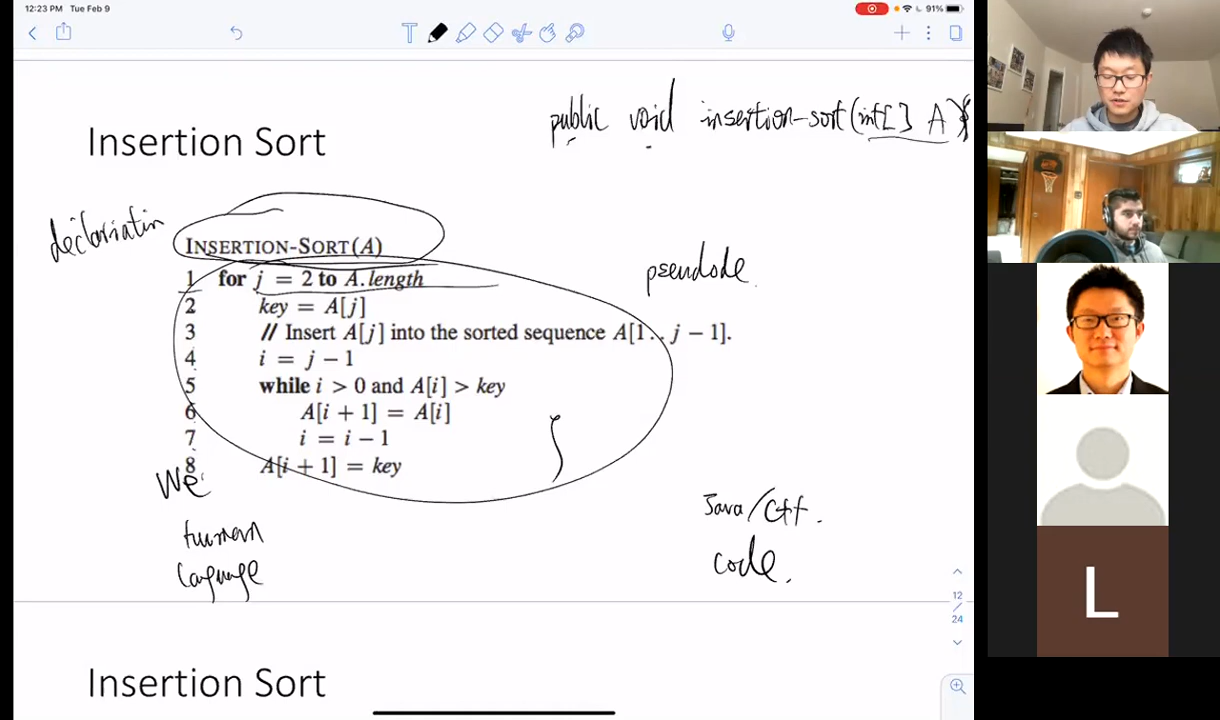 12:23 PM Tue Feb 9
91%
T
public void insertion-sort(int[] A){
Insertion Sort
declariatin
INSERTION-SORT(A)
1 for j = 2 to A.length
pseudode.
2 key = A[j]
3 // Insert A[j] into the sorted sequence A[1 . . j − 1].
4 i = j − 1
5 while i > 0 and A[i] > key
6 A[i + 1] = A[i]
7 i = i − 1
8 A[i + 1] = key
}
We
Java/C++.
human
code.
language
12
/
24
Insertion Sort
L